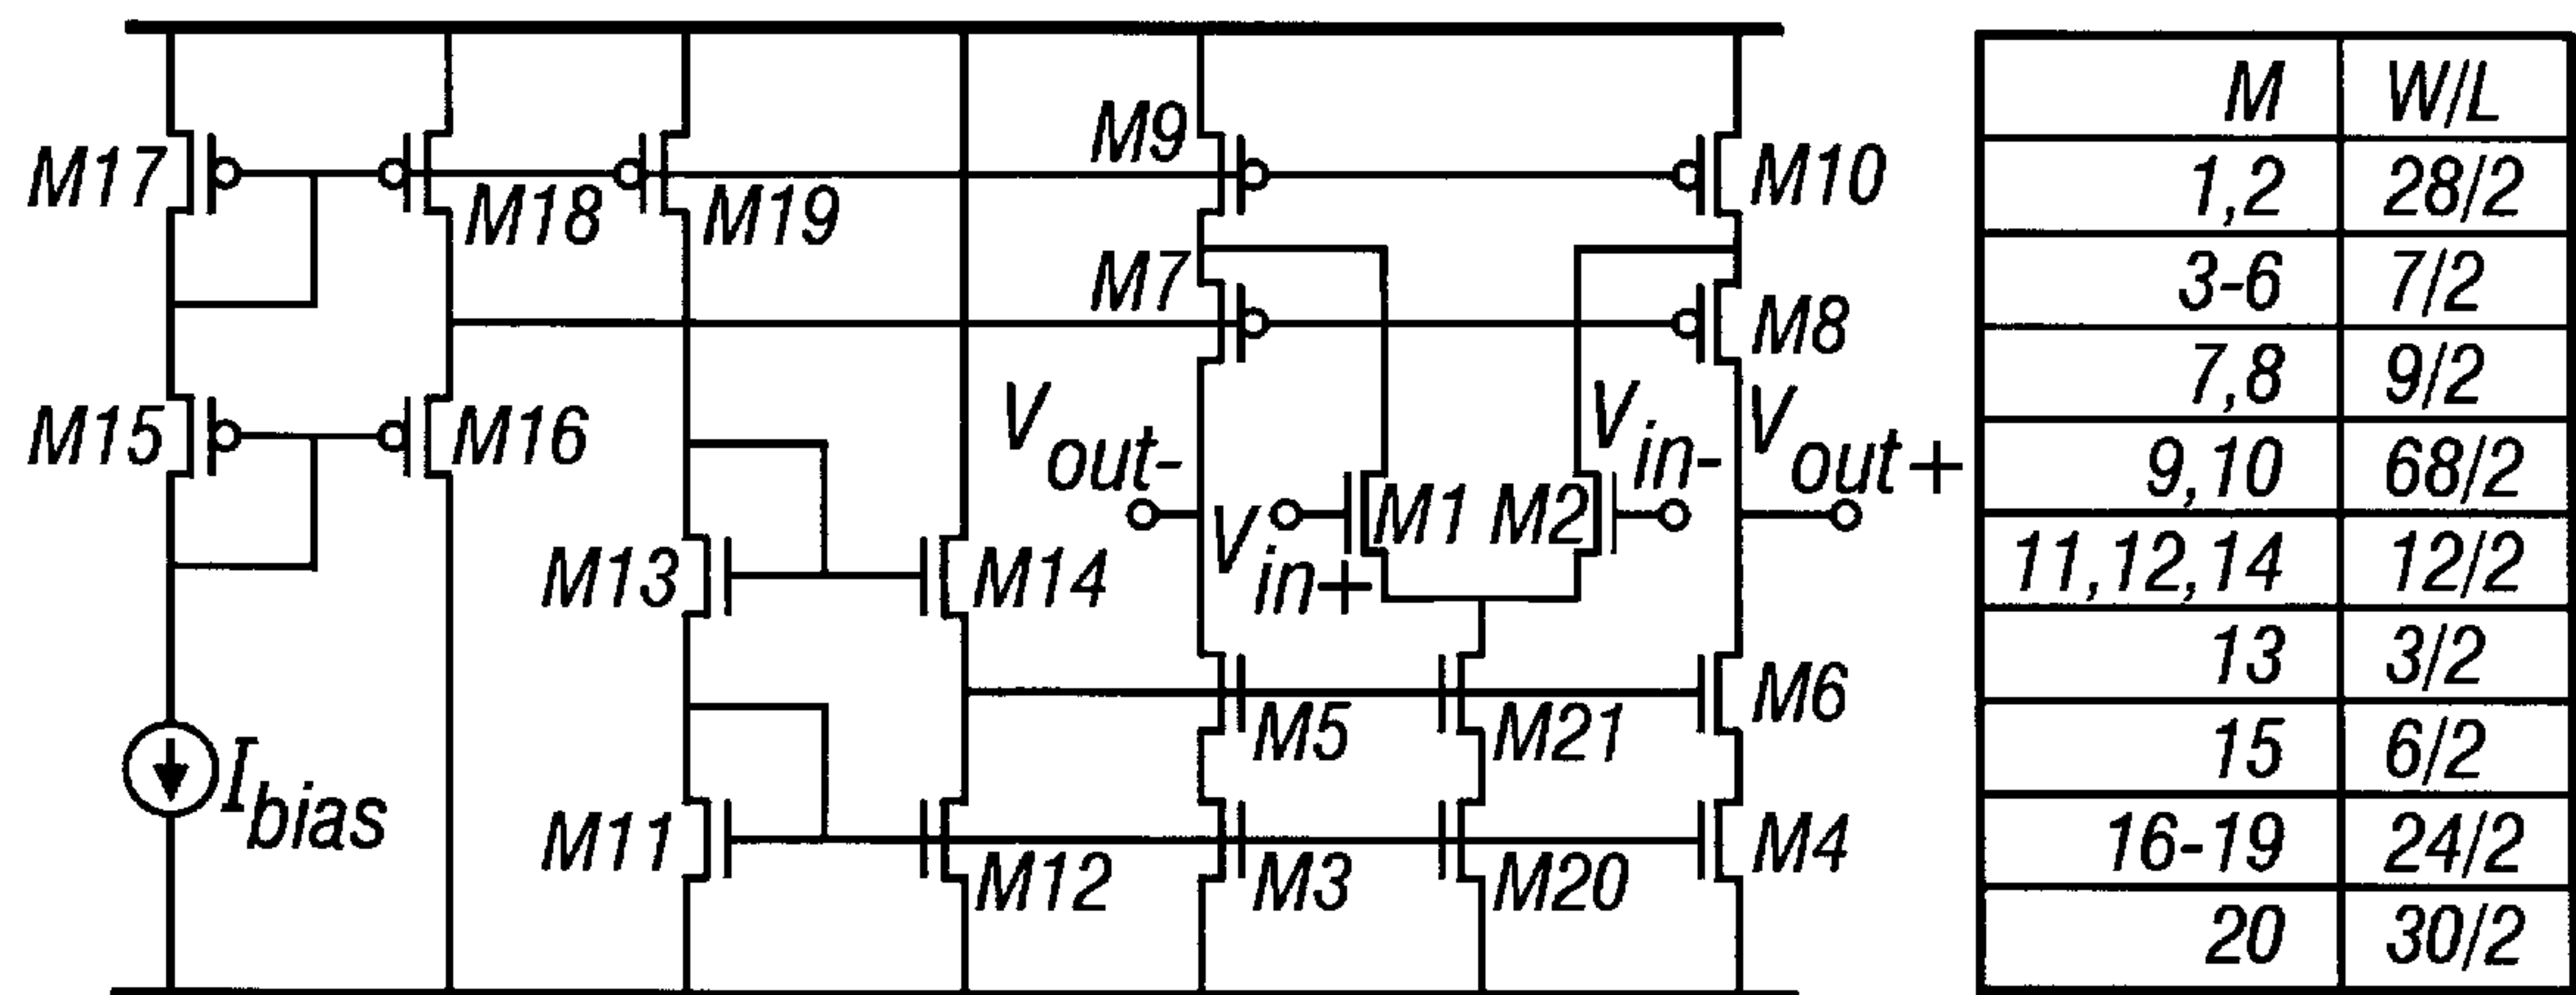 M17
M18
M19
M9
M10
M7
M8
M15
M16
Vout-
Vin+
M1
M2
Vin-
Vout+
M13
M14
Ibias
M5
M21
M6
M11
M12
M3
M20
M4
M W/L
1,2 28/2
3-6 7/2
7,8 9/2
9,10 68/2
11,12,14 12/2
13 3/2
15 6/2
16-19 24/2
20 30/2